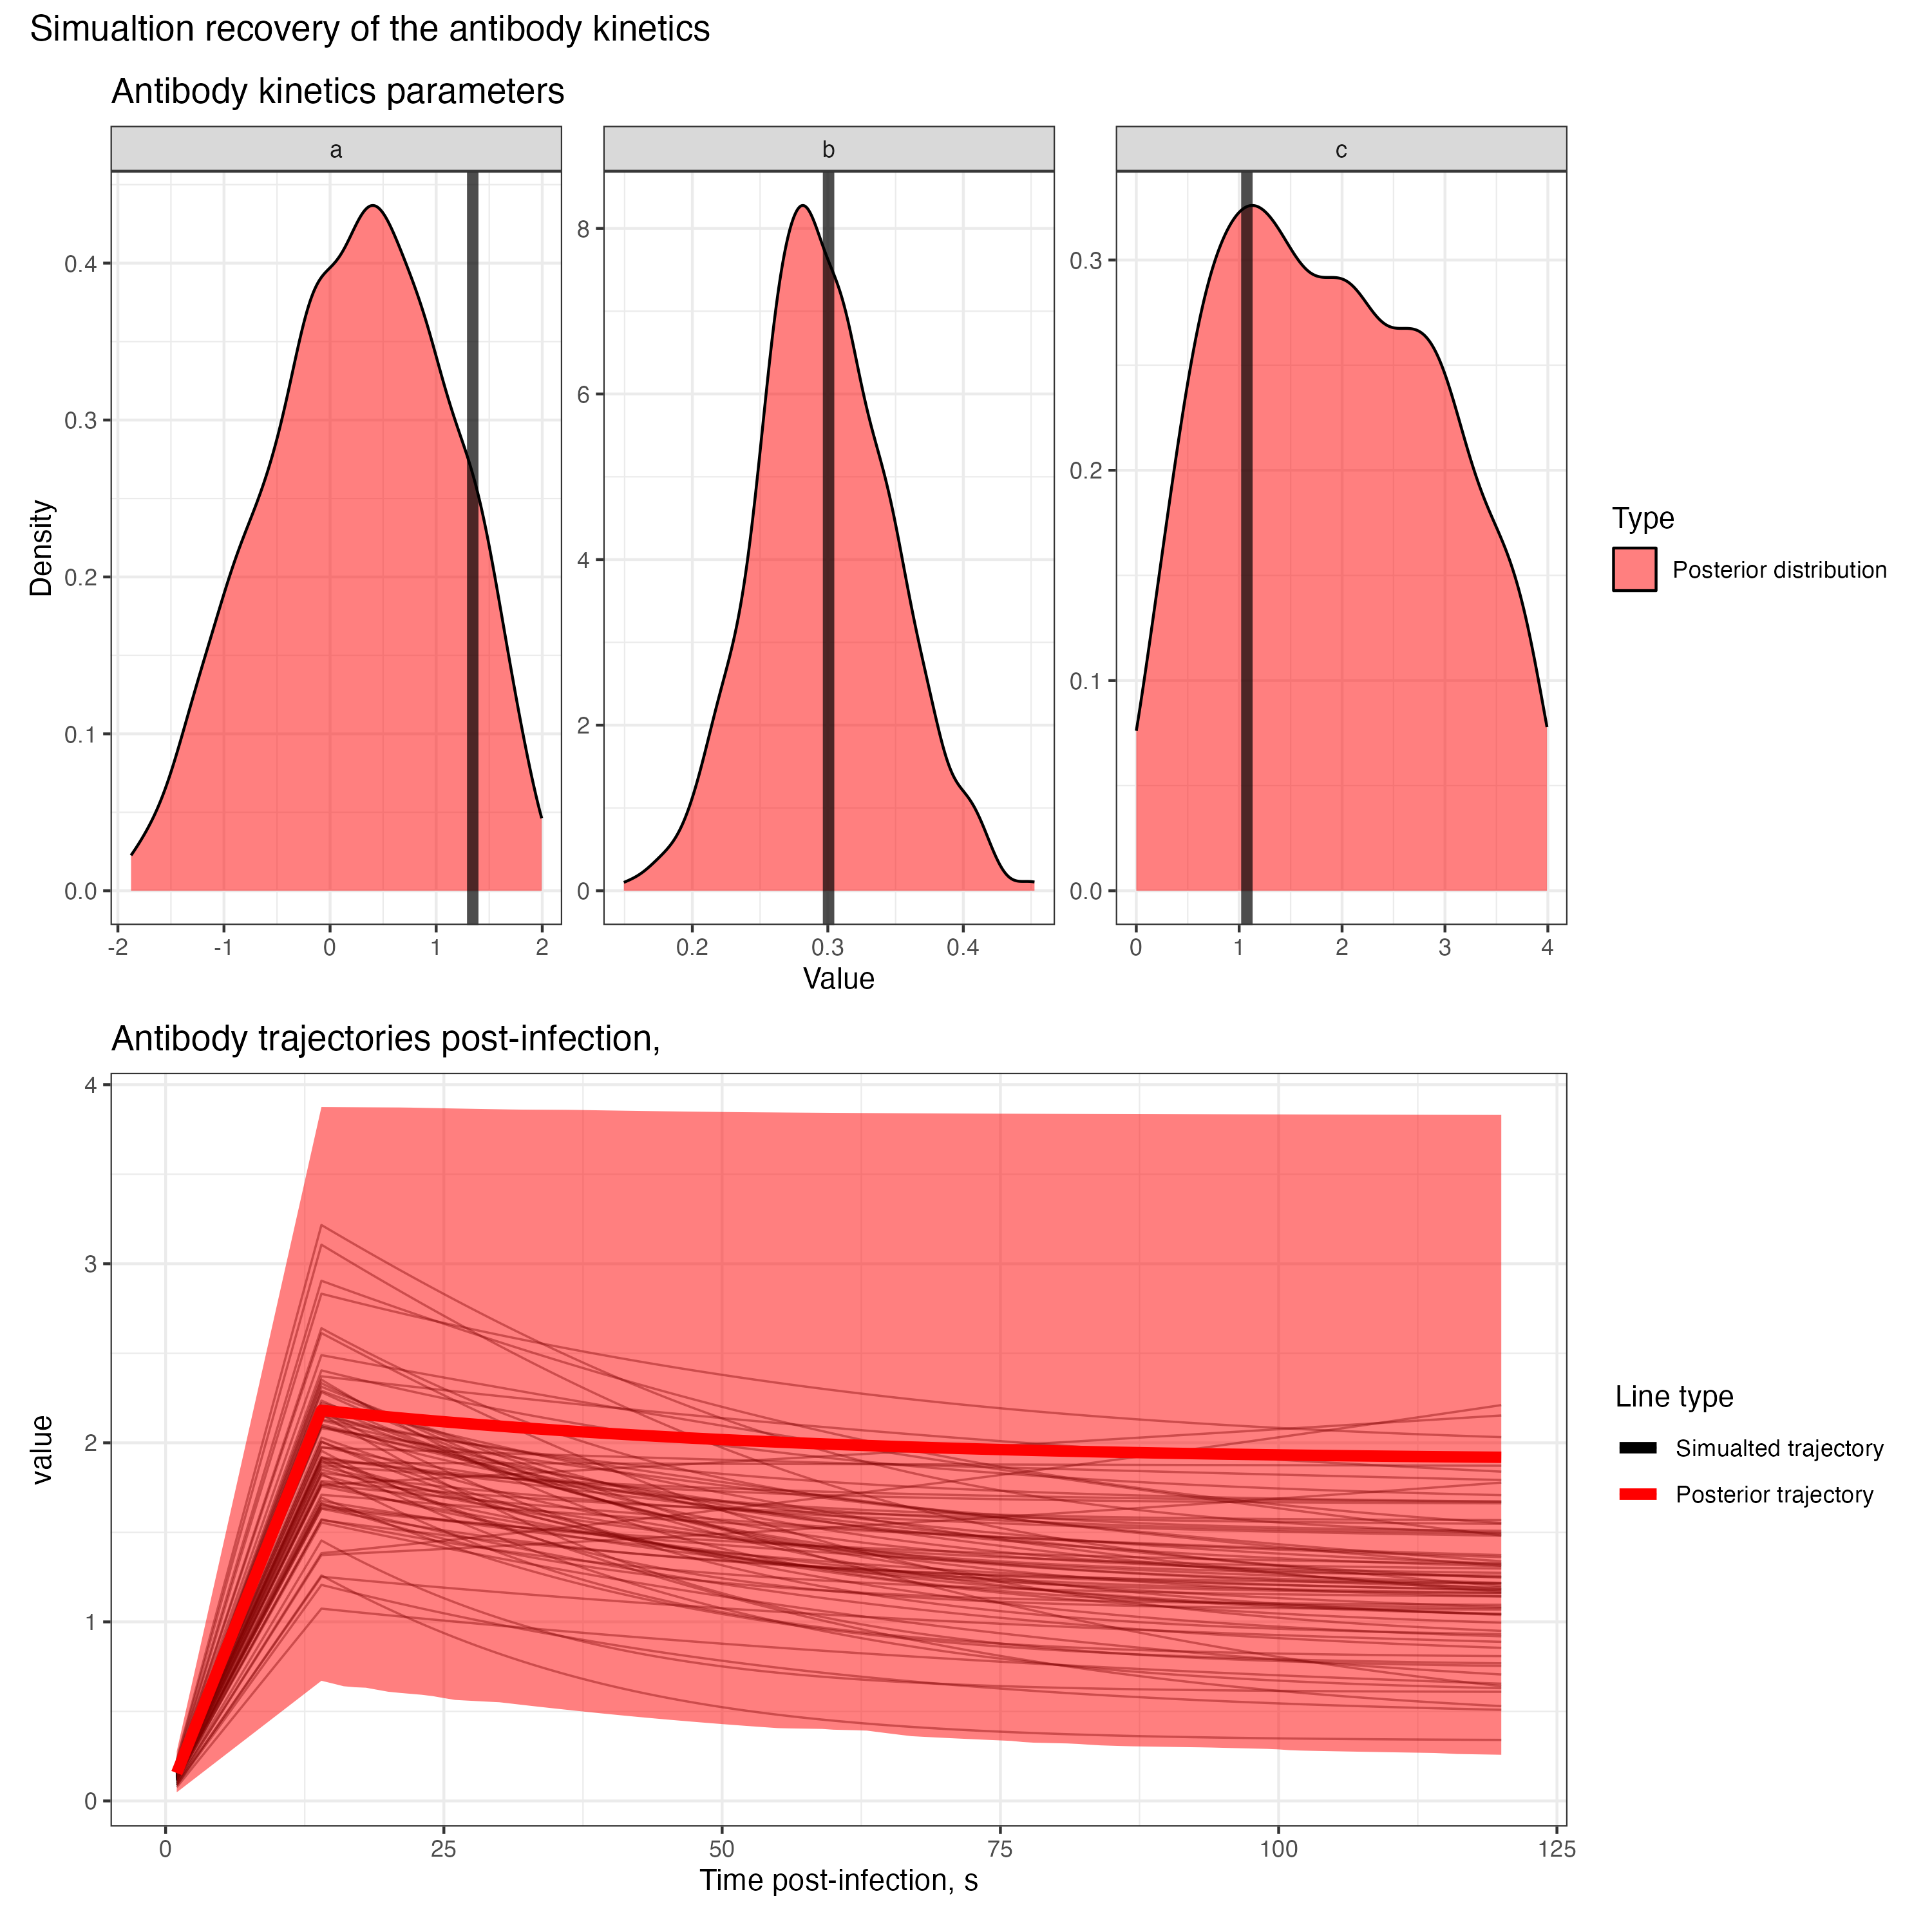 Simualtion recovery of the antibody kinetics
Antibody kinetics parameters
a
b
c
Density
0.4
0.3
0.2
0.1
0.0
-2 -1 0 1 2
8
6
4
2
0
0.2 0.3 0.4
0.3
0.2
0.1
0.0
0 1 2 3 4
Value
Type
Posterior distribution
Antibody trajectories post-infection,
value
4
3
2
1
0
0 25 50 75 100 125
Time post-infection, s
Line type
Simualted trajectory
Posterior trajectory